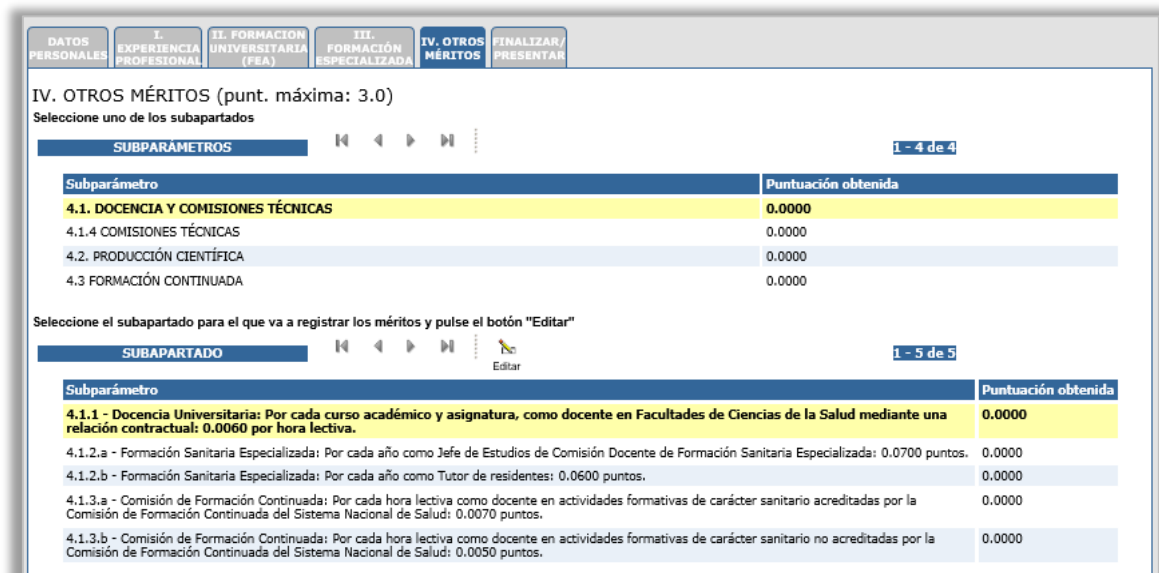 DATOS PERSONALES
I. EXPERIENCIA PROFESIONAL
II. FORMACION UNIVERSITARIA (FEA)
III. FORMACIÓN ESPECIALIZADA
IV. OTROS MÉRITOS
FINALIZAR/ PRESENTAR
IV. OTROS MÉRITOS (punt. máxima: 3.0)
Seleccione uno de los subapartados
SUBPARÁMETROS 1 - 4 de 4
Subparámetro Puntuación obtenida
4.1. DOCENCIA Y COMISIONES TÉCNICAS 0.0000
4.1.4 COMISIONES TÉCNICAS 0.0000
4.2. PRODUCCIÓN CIENTÍFICA 0.0000
4.3 FORMACIÓN CONTINUADA 0.0000
Seleccione el subapartado para el que va a registrar los méritos y pulse el botón "Editar"
SUBAPARTADO Editar 1 - 5 de 5
Subparámetro Puntuación obtenida
4.1.1 - Docencia Universitaria: Por cada curso académico y asignatura, como docente en Facultades de Ciencias de la Salud mediante una 0.0000
relación contractual: 0.0060 por hora lectiva.
4.1.2.a - Formación Sanitaria Especializada: Por cada año como Jefe de Estudios de Comisión Docente de Formación Sanitaria Especializada: 0.0700 puntos. 0.0000
4.1.2.b - Formación Sanitaria Especializada: Por cada año como Tutor de residentes: 0.0600 puntos. 0.0000
4.1.3.a - Comisión de Formación Continuada: Por cada hora lectiva como docente en actividades formativas de carácter sanitario acreditadas por la 0.0000
Comisión de Formación Continuada del Sistema Nacional de Salud: 0.0070 puntos.
4.1.3.b - Comisión de Formación Continuada: Por cada hora lectiva como docente en actividades formativas de carácter sanitario no acreditadas por la 0.0000
Comisión de Formación Continuada del Sistema Nacional de Salud: 0.0050 puntos.